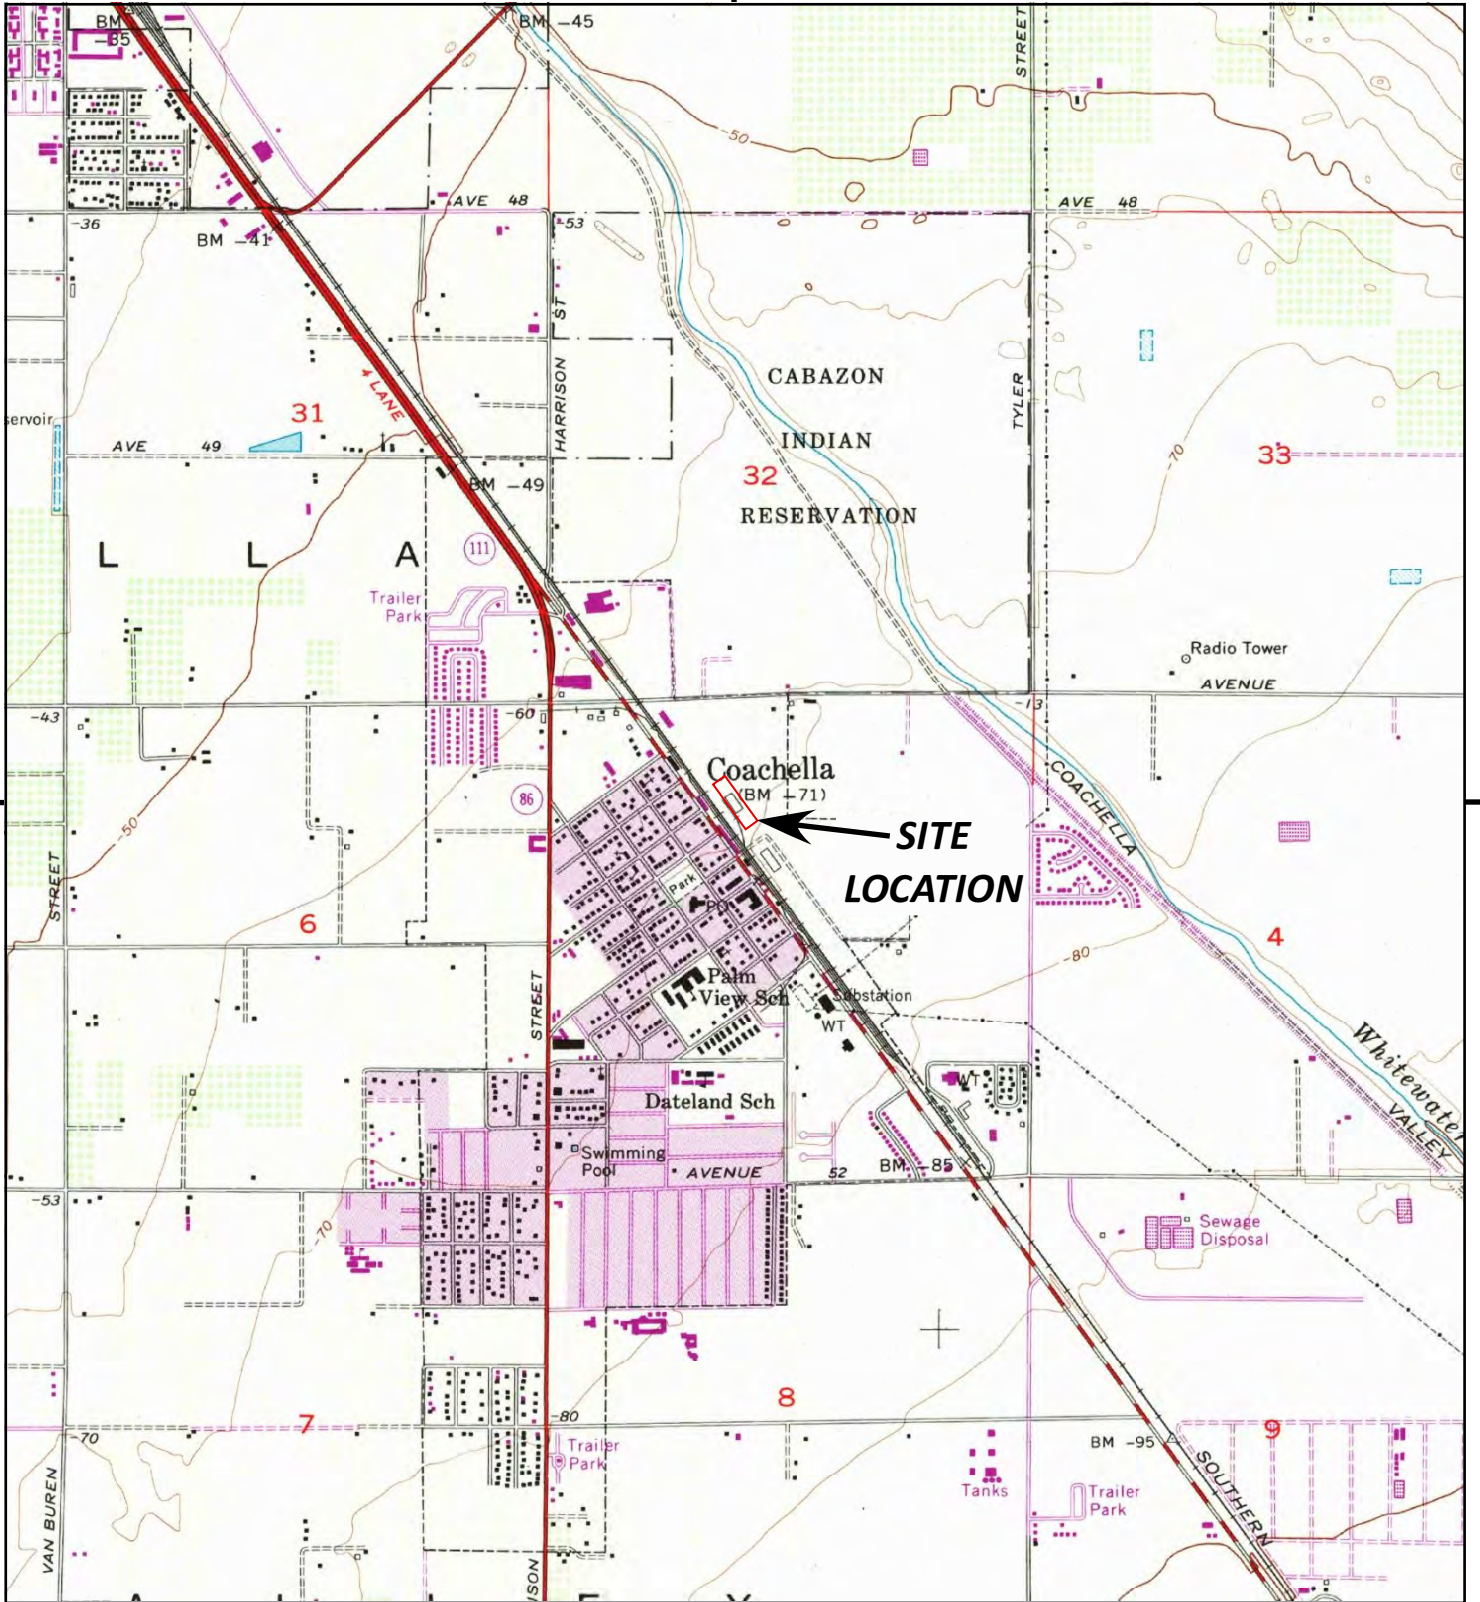 BM
-35
BM -45
STREET
-50
AVE 48
AVE 48
-36
-53
BM -41
HARRISON ST
CABAZON
4 LANE
TYLER
31
INDIAN
servoir
AVE 49
32
-70
33
BM -49
RESERVATION
L L A
111
Trailer
Park
Radio Tower
AVENUE
-43
-60
-13
Coachella
(BM -71)
COACHELLA
86
-50
SITE
LOCATION
STREET
Park
PO
6
4
-80
Palm
View Sch
STREET
Substation
WT
Whitewater
WT
Dateland Sch
VALLEY
Swimming
Pool
AVENUE 52
BM -85
-53
-70
Sewage
Disposal
8
7
-80
9
-70
BM -95
Trailer
Park
SOUTHERN
Tanks
Trailer
Park
VAN BUREN
ISON